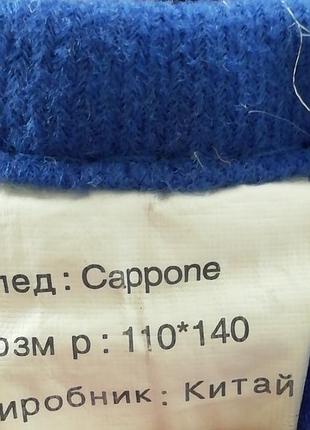 лед : Cappone
озм р : 110*140
иробник : Китай